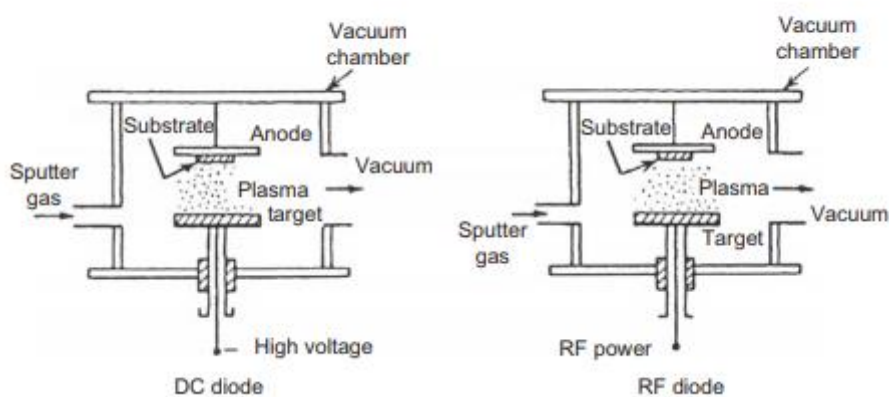 Vacuum
chamber
Substrate
Anode
Vacuum
Sputter
gas
Plasma
target
High voltage
DC diode
Vacuum
chamber
Substrate
Anode
Plasma
Vacuum
Sputter
gas
Target
RF power
RF diode